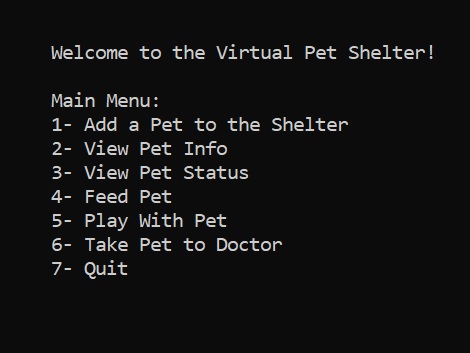 Welcome to the Virtual Pet Shelter!
Main Menu:
1- Add a Pet to the Shelter
2- View Pet Info
3- View Pet Status
4- Feed Pet
5- Play With Pet
6- Take Pet to Doctor
7- Quit